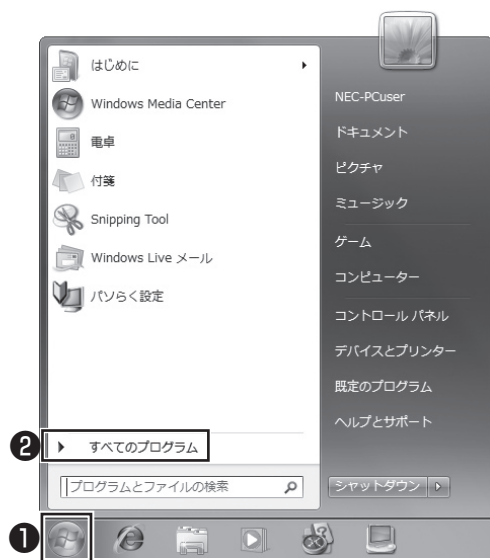 はじめに
Windows Media Center
電卓
付箋
Snipping Tool
Windows Live メール
パソらく設定
❷ すべてのプログラム
プログラムとファイルの検索
NEC-PCuser
ドキュメント
ピクチャ
ミュージック
ゲーム
コンピューター
コントロール パネル
デバイスとプリンター
既定のプログラム
ヘルプとサポート
シャットダウン
❶